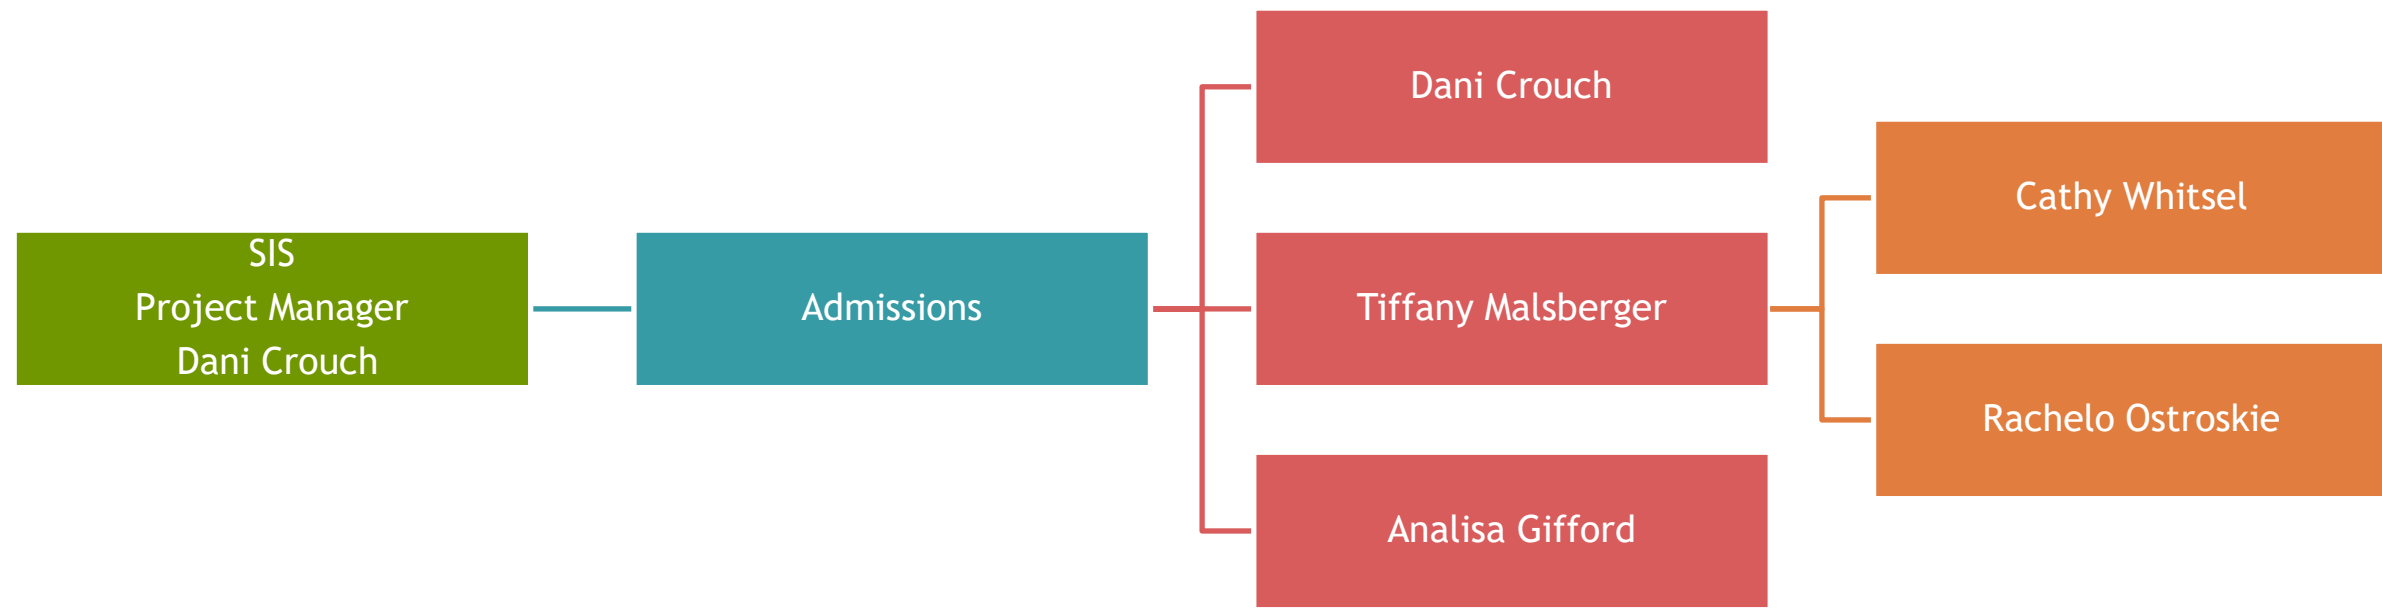 SIS
Project Manager
Dani Crouch
Admissions
Dani Crouch
Tiffany Malsberger
Analisa Gifford
Cathy Whitsel
Rachelo Ostroskie